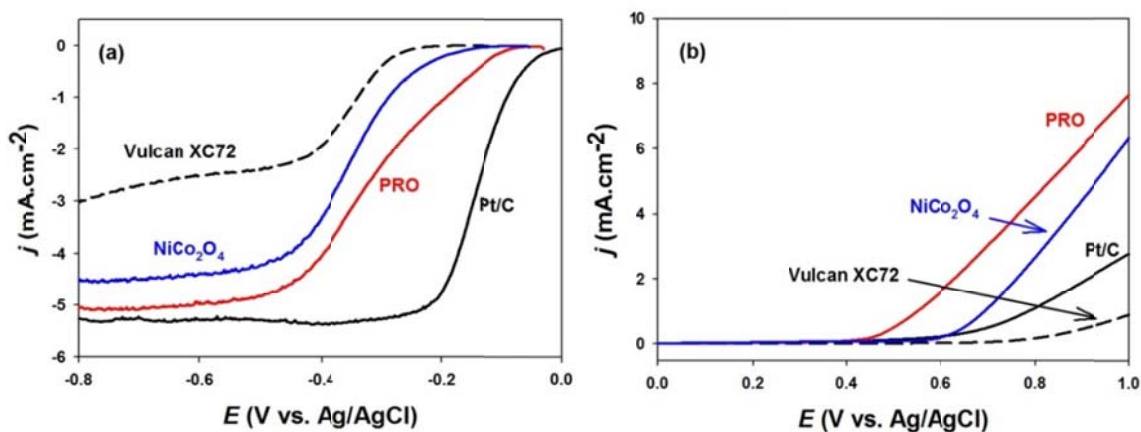 (a)
0
-1
-2
-3
-4
-5
-6
j (mA.cm-2)
Vulcan XC72
PRO
Pt/C
NiCo2O4
-0.8 -0.6 -0.4 -0.2 0.0
E (V vs. Ag/AgCl)
(b)
10
8
6
4
2
0
j (mA.cm-2)
PRO
NiCo2O4
Pt/C
Vulcan XC72
0.0 0.2 0.4 0.6 0.8 1.0
E (V vs. Ag/AgCl)